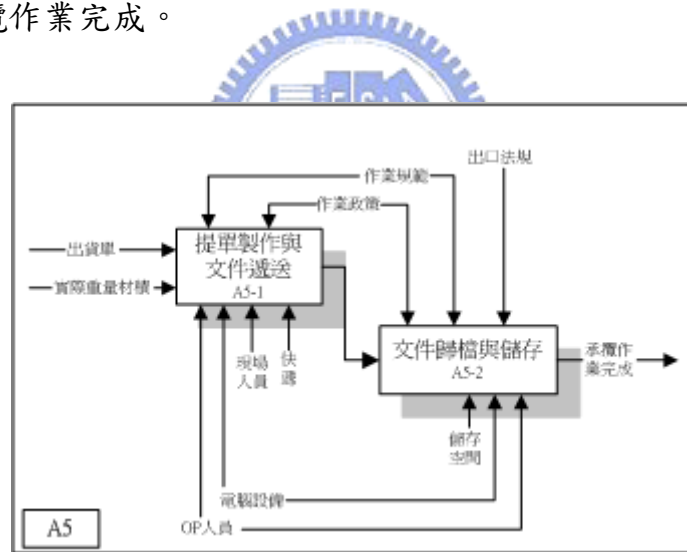 覽作業完成。
出口法規
作業規範
作業政策
提單製作與
文件遞送
A5-1
出貨單
實際重量材積
現場
人員
快
遞
文件歸檔與儲存
A5-2
承攬作
業完成
儲存
空間
電腦設備
OP人員
A5